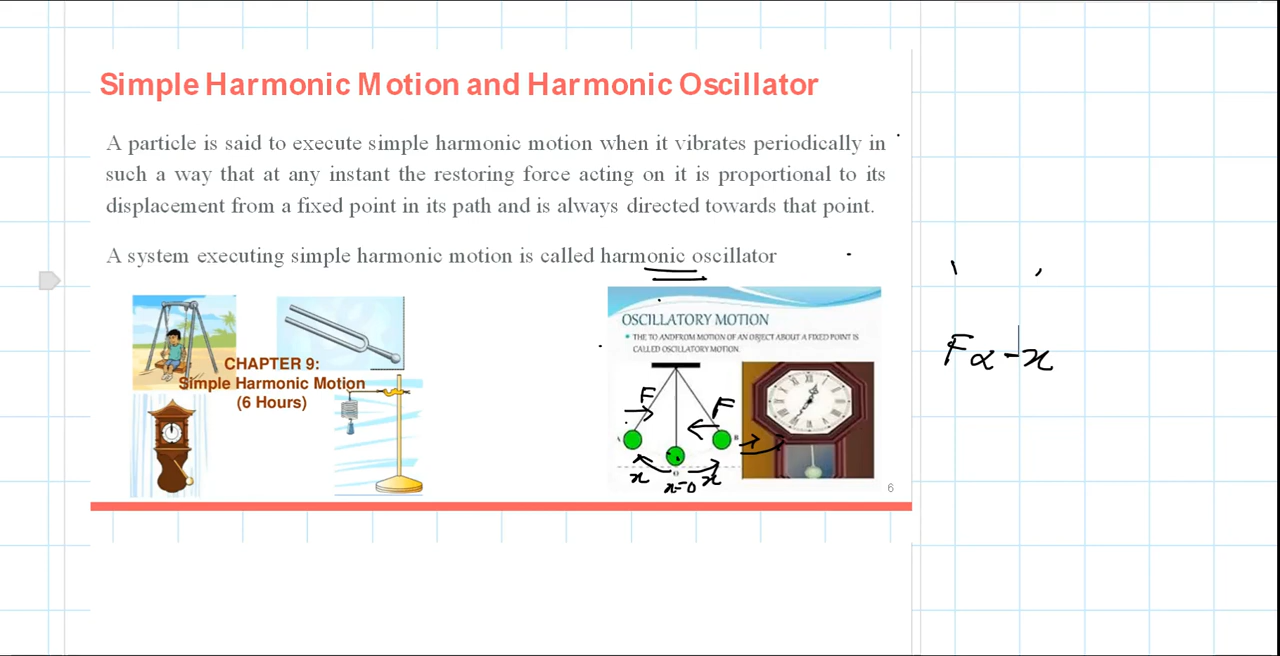 Simple Harmonic Motion and Harmonic Oscillator
A particle is said to execute simple harmonic motion when it vibrates periodically in
such a way that at any instant the restoring force acting on it is proportional to its
displacement from a fixed point in its path and is always directed towards that point.
A system executing simple harmonic motion is called harmonic oscillator
CHAPTER 9:
Simple Harmonic Motion
(6 Hours)
OSCILLATORY MOTION
THE TO ANDFROM MOTION OF AN OBJECT ABOUT A FIXED POINT IS
CALLED OSCILLATORY MOTION
F F
A B
O
x x=0 x
6
F α -x